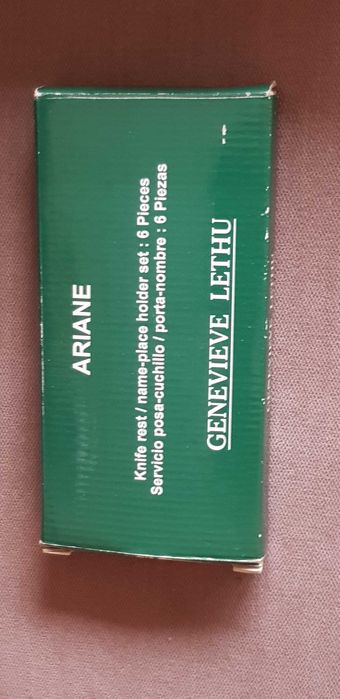 ARIANE
Knife rest / name-place holder set : 6 Pieces
Servicio posa-cuchillo / porta-nombre : 6 Piezas
GENEVIEVE LETHU